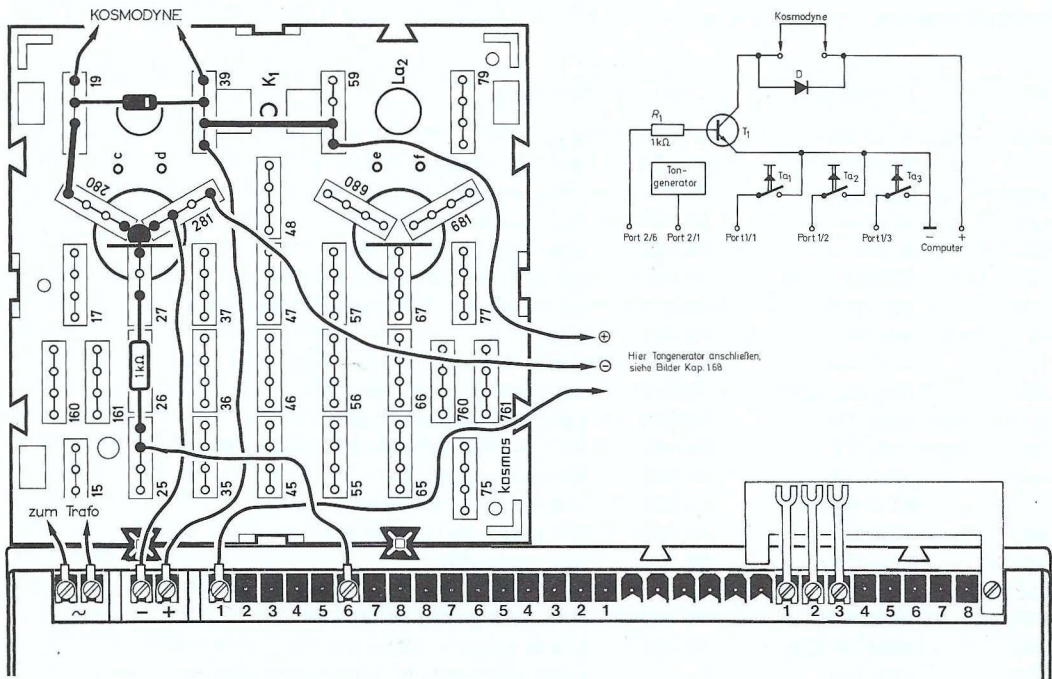 KOSMODYNE
19
39
K1
59
La2
79
c
d
e
f
280
281
48
680
681
17
27
37
47
57
67
77
1kΩ
160
161
26
36
46
56
66
760
761
15
25
35
45
55
65
75
kosmos
zum Trafo
Kosmodyne
D
R1
1kΩ
T1
Ton-
generator
Ta1
Ta2
Ta3
Port 2/6 Port 2/1 Port1/1 Port 1/2 Port 1/3 − +
Computer
+
− Hier Tongenerator anschließen,
siehe Bilder Kap. 168
~ − + 1 2 3 4 5 6 7 8 8 7 6 5 4 3 2 1 1 2 3 4 5 6 7 8